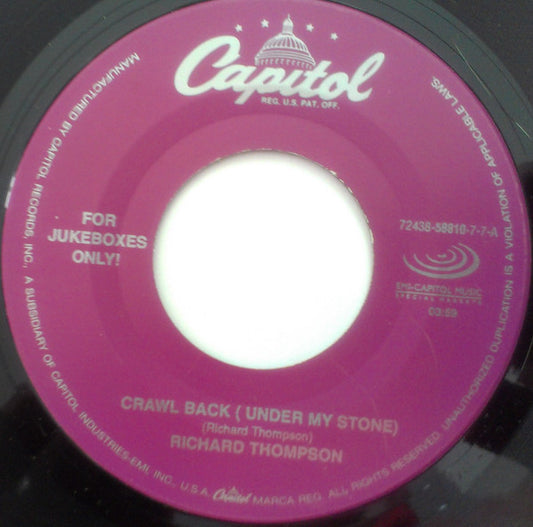 Capitol
REG. U.S. PAT. OFF.
FOR
JUKEBOXES
ONLY!
72438-58810-7-7-A
EMI-CAPITOL MUSIC
SPECIAL MARKETS
03:59
CRAWL BACK ( UNDER MY STONE)
(Richard Thompson)
RICHARD THOMPSON
MANUFACTURED BY CAPITOL RECORDS, INC., A SUBSIDIARY OF CAPITOL INDUSTRIES-EMI, INC., U.S.A. Capitol MARCA REG. ALL RIGHTS RESERVED. UNAUTHORIZED DUPLICATION IS A VIOLATION OF APPLICABLE LAWS.